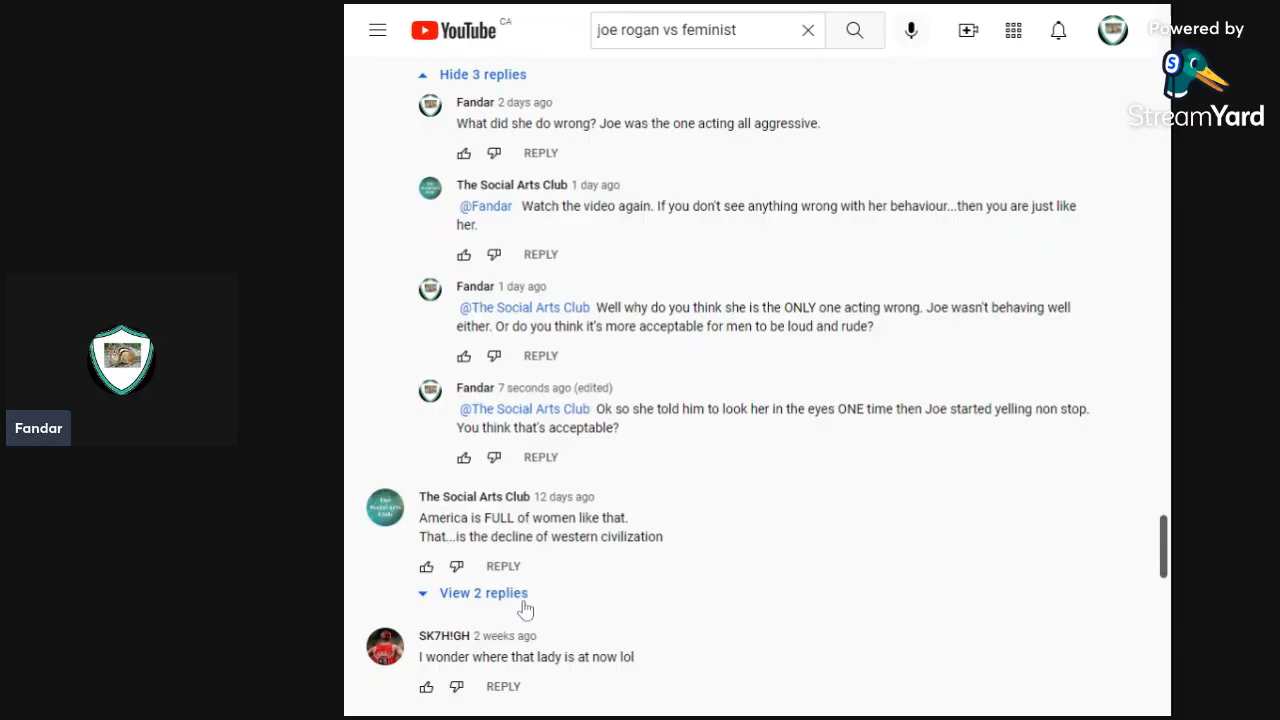 YouTube CA
joe rogan vs feminist
Powered by
StreamYard
Hide 3 replies
Fandar 2 days ago
What did she do wrong? Joe was the one acting all aggressive.
REPLY
The Social Arts Club 1 day ago
@Fandar Watch the video again. If you don't see anything wrong with her behaviour...then you are just like
her.
REPLY
Fandar 1 day ago
@The Social Arts Club Well why do you think she is the ONLY one acting wrong. Joe wasn't behaving well
either. Or do you think it's more acceptable for men to be loud and rude?
REPLY
Fandar 7 seconds ago (edited)
@The Social Arts Club Ok so she told him to look her in the eyes ONE time then Joe started yelling non stop.
You think that's acceptable?
REPLY
Fandar
The Social Arts Club
The Social Arts Club 12 days ago
America is FULL of women like that.
That...is the decline of western civilization
REPLY
View 2 replies
SK7H!GH 2 weeks ago
I wonder where that lady is at now lol
REPLY